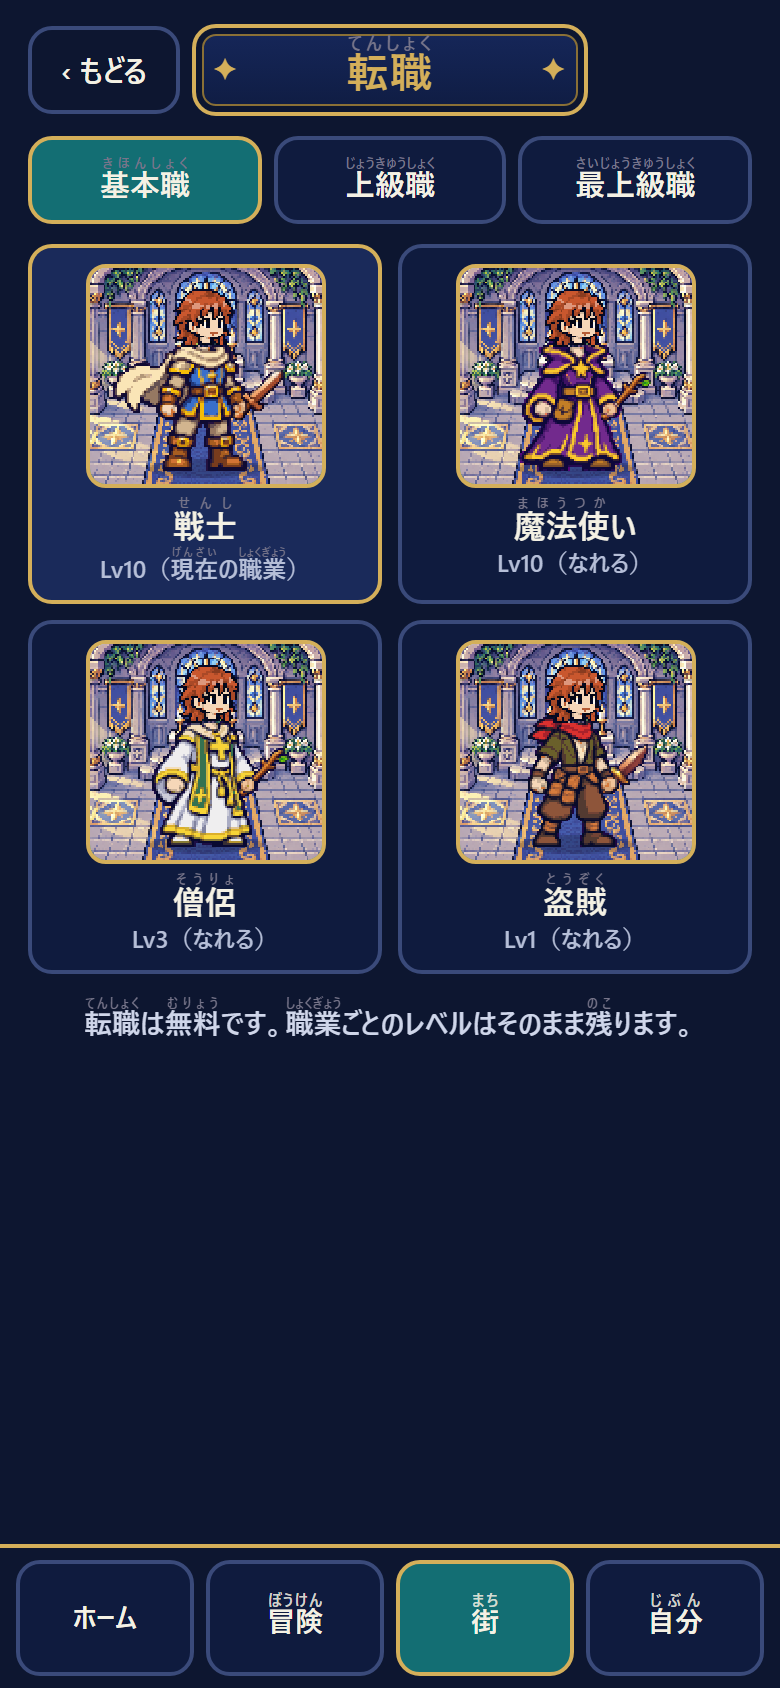 ‹ もどる
てんしょく
転職
きほんしょく じょうきゅうしょく さいじょうきゅうしょく
基本職 上級職 最上級職
せんし まほうつか
戦士 魔法使い
げんざい しょくぎょう
Lv10（現在の職業） Lv10（なれる）
そうりょ とうぞく
僧侶 盗賊
Lv3（なれる） Lv1（なれる）
てんしょく むりょう しょくぎょう のこ
転職は無料です。職業ごとのレベルはそのまま残ります。
ぼうけん まち じぶん
ホーム 冒険 街 自分